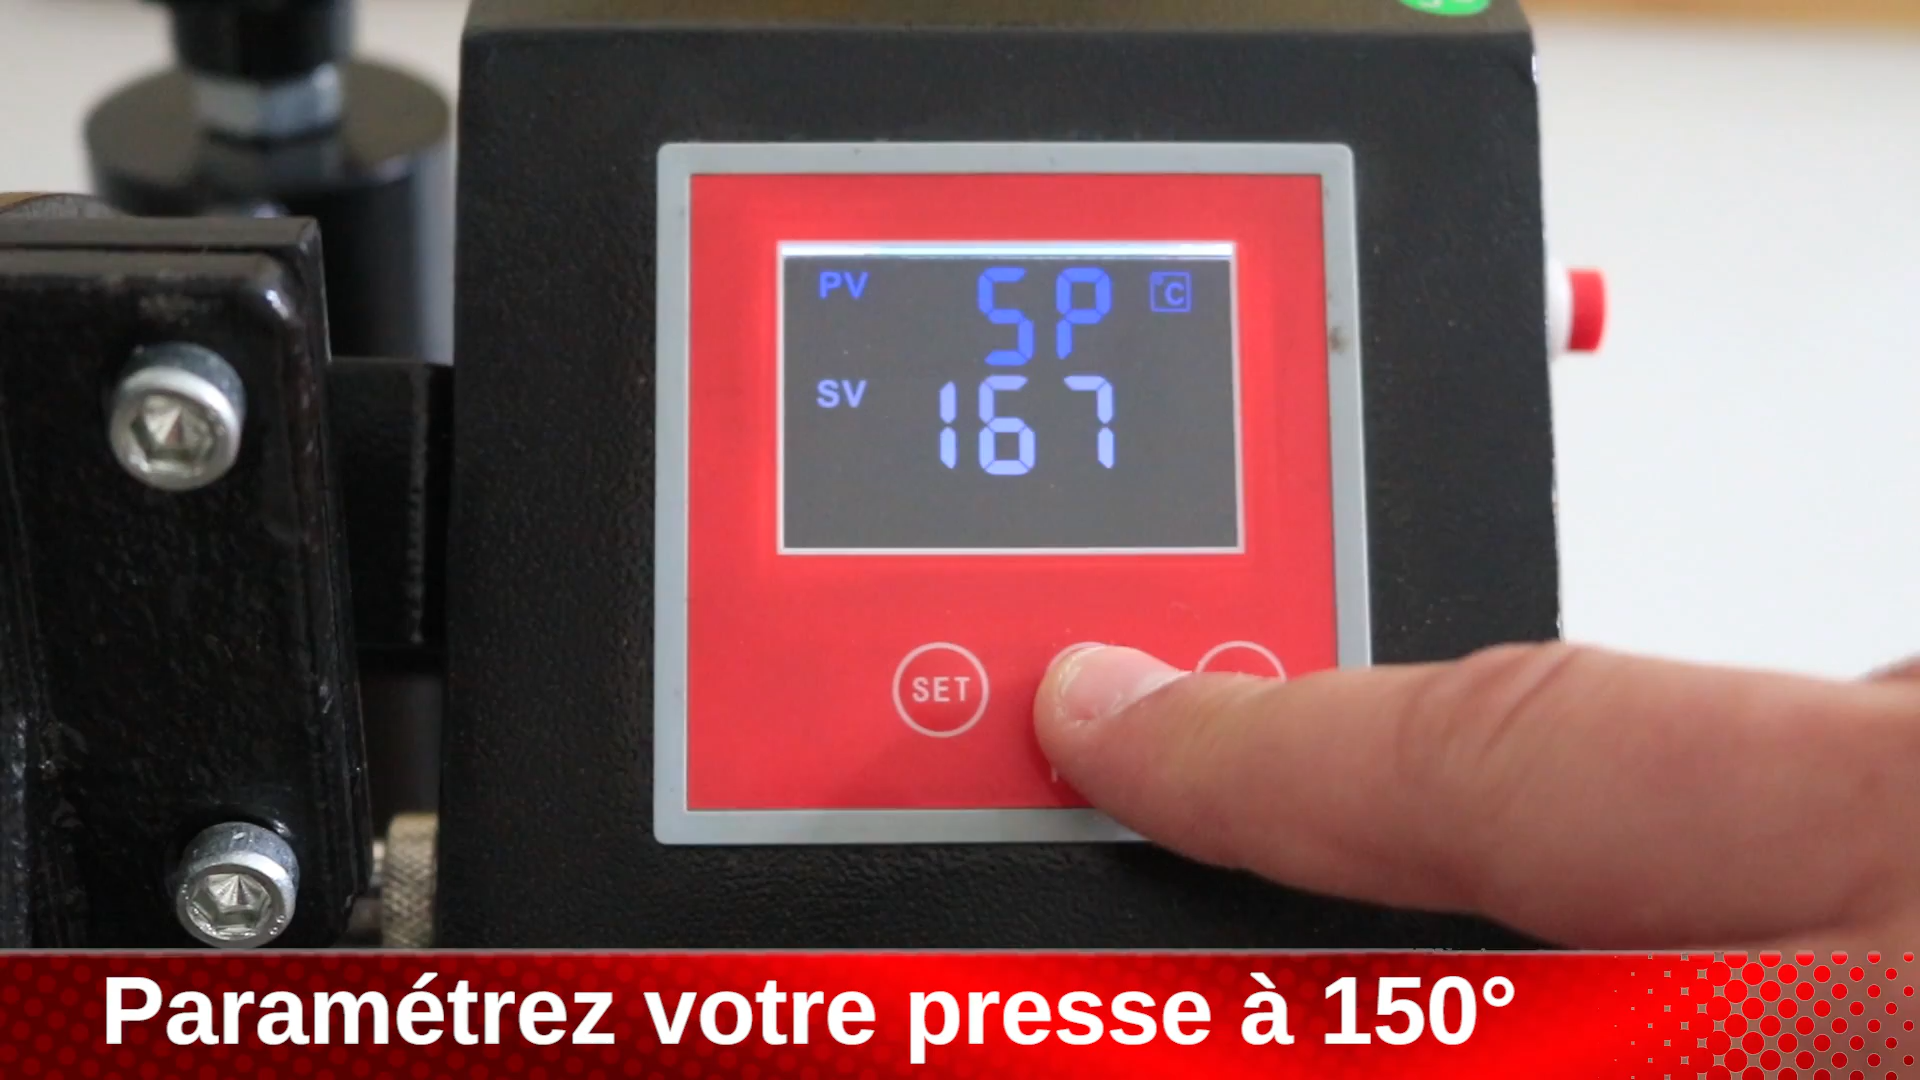 PV SP °C
SV 167
SET
Paramétrez votre presse à 150°